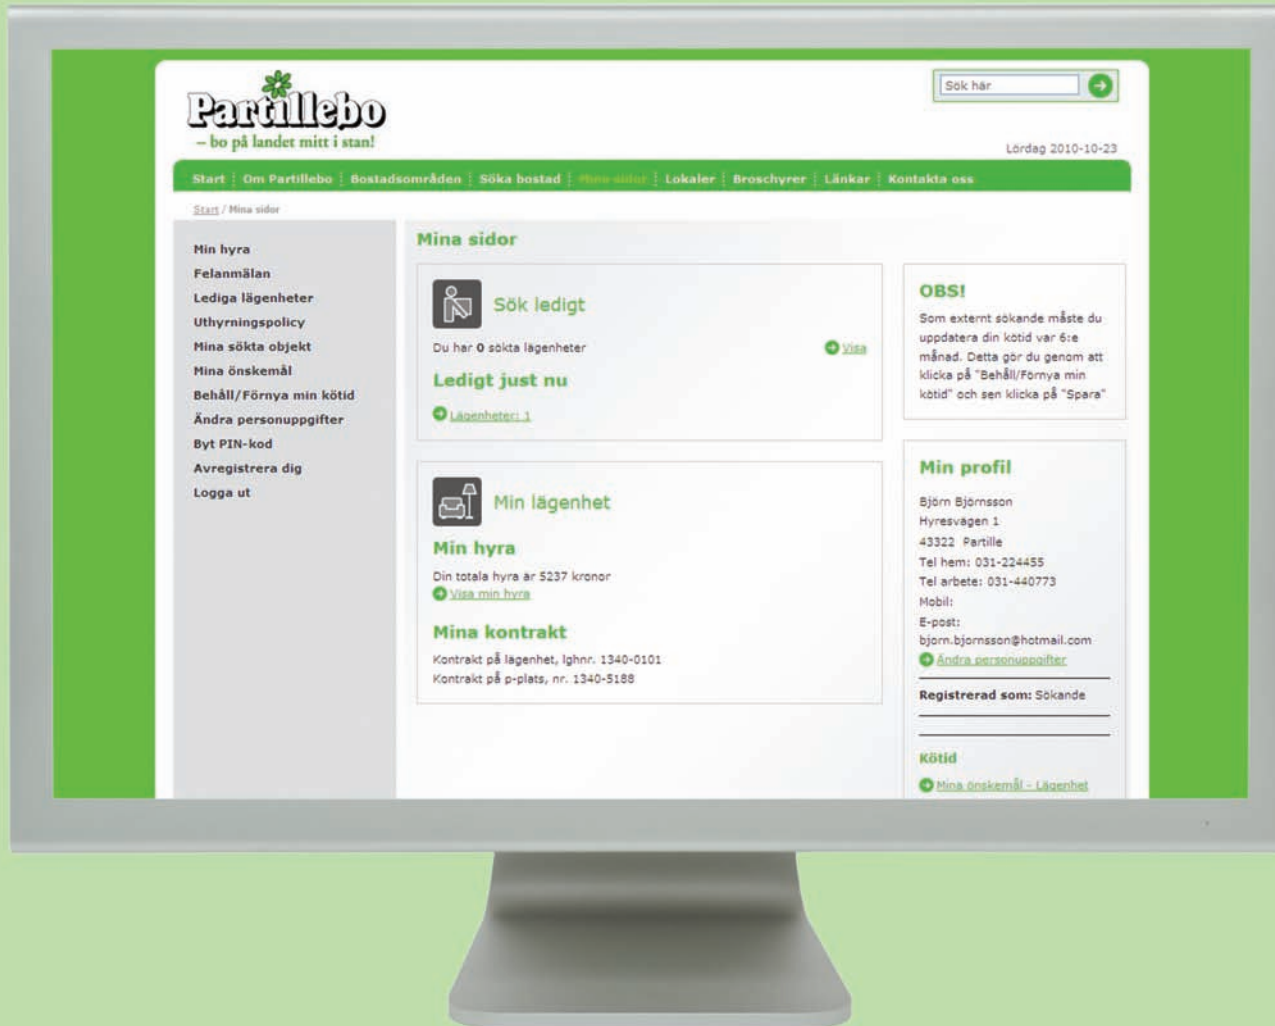 Partillebo
– bo på landet mitt i stan!
Sök här
Lördag 2010-10-23
Start Om Partillebo Bostadsområden Söka bostad Mina sidor Lokaler Broschyrer Länkar Kontakta oss
Start / Mina sidor
Min hyra
Felanmälan
Lediga lägenheter
Uthyrningspolicy
Mina sökta objekt
Mina önskemål
Behåll/Förnya min kötid
Ändra personuppgifter
Byt PIN-kod
Avregistrera dig
Logga ut
Mina sidor
Sök ledigt
Du har 0 sökta lägenheter
Visa
Ledigt just nu
Lägenheter: 1
Min lägenhet
Min hyra
Din totala hyra är 5237 kronor
Visa min hyra
Mina kontrakt
Kontrakt på lägenhet, lghnr. 1340-0101
Kontrakt på p-plats, nr. 1340-5188
OBS!
Som externt sökande måste du
uppdatera din kötid var 6:e
månad. Detta gör du genom att
klicka på "Behåll/Förnya min
kötid" och sen klicka på "Spara"
Min profil
Björn Björnsson
Hyresvägen 1
43322 Partille
Tel hem: 031-224455
Tel arbete: 031-440773
Mobil:
E-post:
bjorn.bjornsson@hotmail.com
Ändra personuppgifter
Registrerad som: Sökande
Kötid
Mina önskemål - Lägenhet